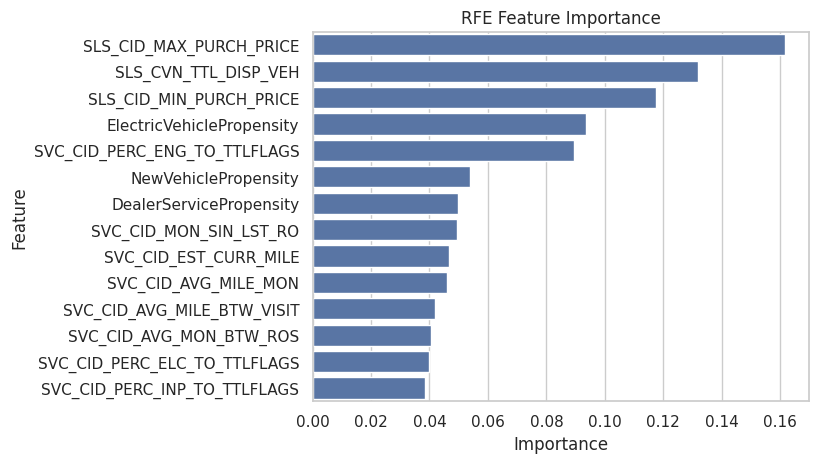 RFE Feature Importance
SLS_CID_MAX_PURCH_PRICE
SLS_CVN_TTL_DISP_VEH
SLS_CID_MIN_PURCH_PRICE
ElectricVehiclePropensity
SVC_CID_PERC_ENG_TO_TTLFLAGS
NewVehiclePropensity
DealerServicePropensity
SVC_CID_MON_SIN_LST_RO
SVC_CID_EST_CURR_MILE
SVC_CID_AVG_MILE_MON
SVC_CID_AVG_MILE_BTW_VISIT
SVC_CID_AVG_MON_BTW_ROS
SVC_CID_PERC_ELC_TO_TTLFLAGS
SVC_CID_PERC_INP_TO_TTLFLAGS
Feature
0.00 0.02 0.04 0.06 0.08 0.10 0.12 0.14 0.16
Importance